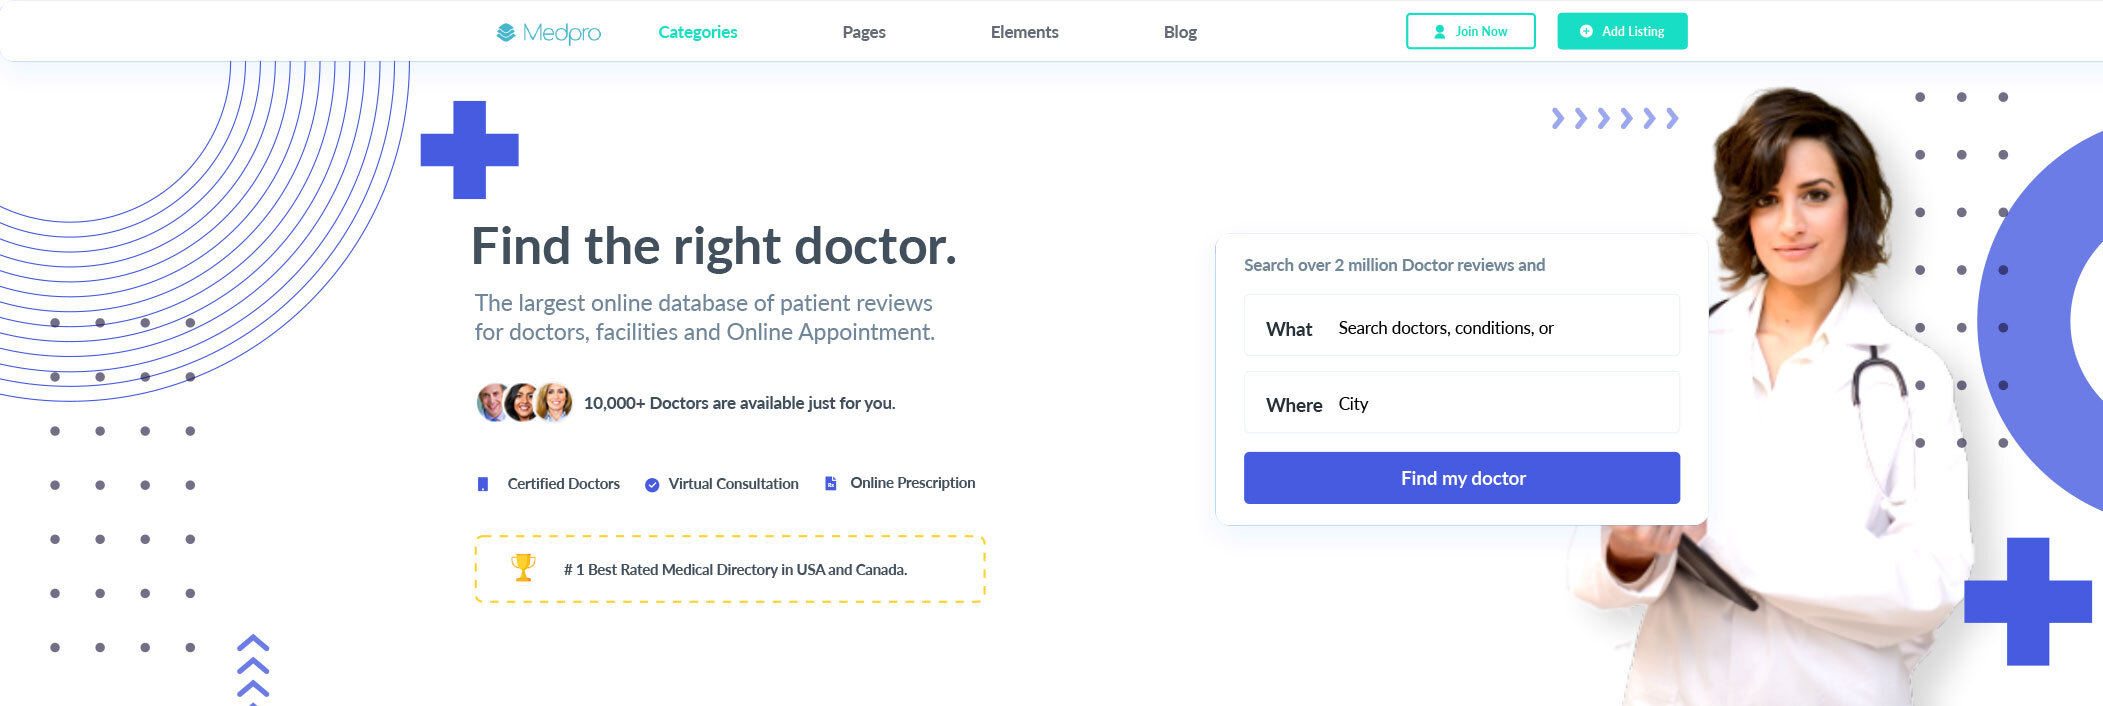 Medpro
Categories
Pages
Elements
Blog
Join Now
Add Listing
Find the right doctor.
The largest online database of patient reviews
for doctors, facilities and Online Appointment.
10,000+ Doctors are available just for you.
Certified Doctors
Virtual Consultation
Online Prescription
# 1 Best Rated Medical Directory in USA and Canada.
Search over 2 million Doctor reviews and
What Search doctors, conditions, or
Where City
Find my doctor